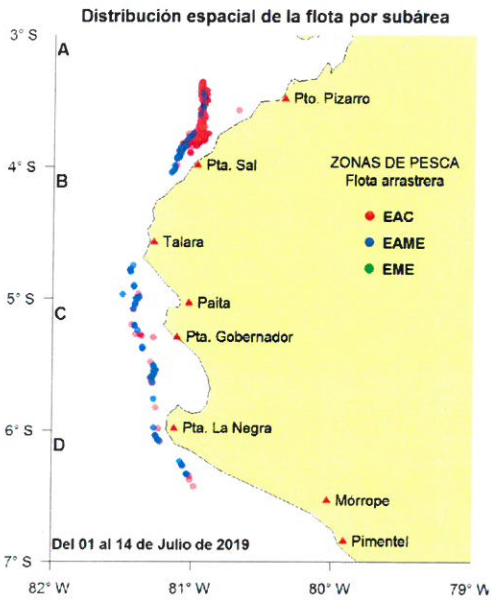 Distribución espacial de la flota por subárea
3° S
A
Pto. Pizarro
4° S
B
Pta. Sal
ZONAS DE PESCA
Flota arrastrera
EAC
EAME
EME
Talara
5° S
C
Paita
Pta. Gobernador
6° S
D
Pta. La Negra
Mórrope
Pimentel
Del 01 al 14 de Julio de 2019
7° S
82° W
81° W
80° W
79° W